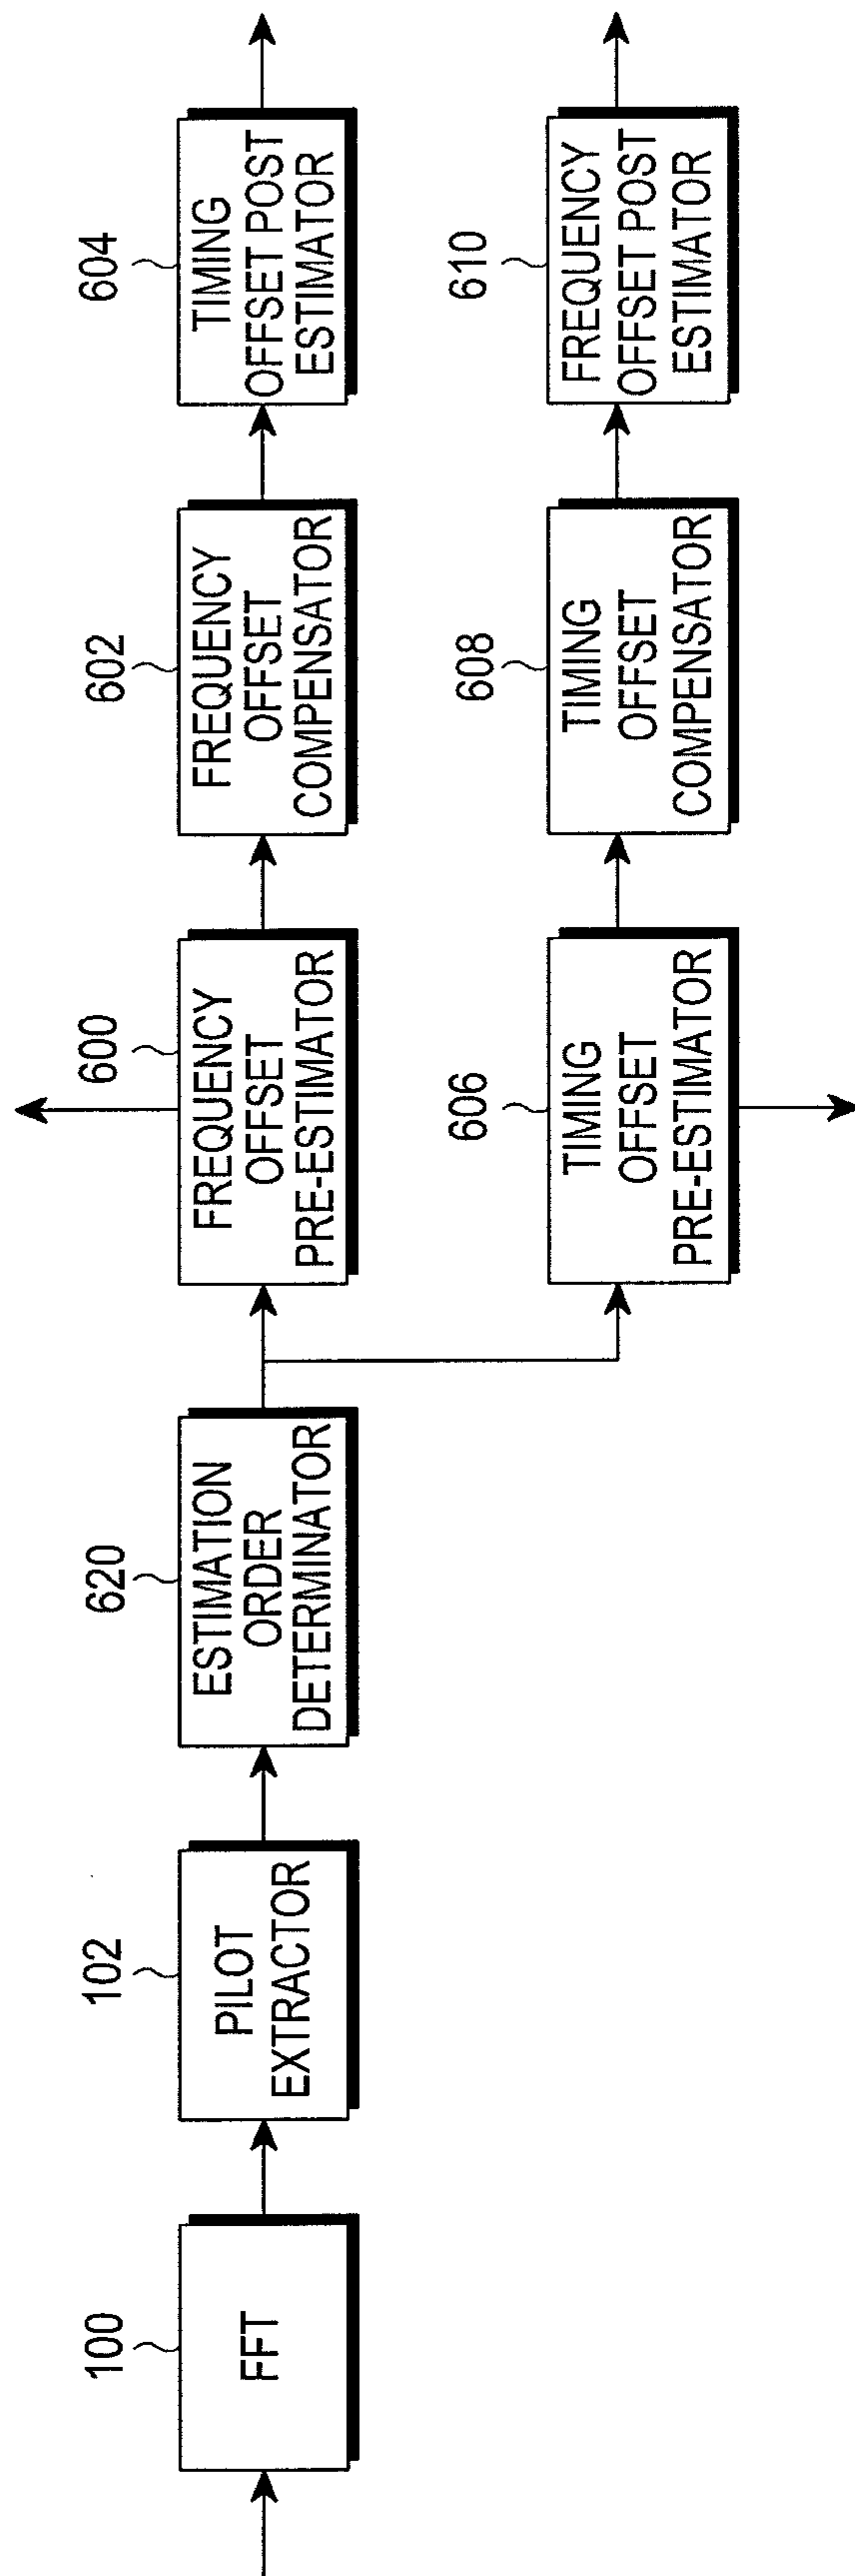 100
FFT
102
PILOT
EXTRACTOR
620
ESTIMATION
ORDER
DETERMINATOR
600
FREQUENCY
OFFSET
PRE-ESTIMATOR
602
FREQUENCY
OFFSET
COMPENSATOR
604
TIMING
OFFSET POST
ESTIMATOR
606
TIMING
OFFSET
PRE-ESTIMATOR
608
TIMING
OFFSET
COMPENSATOR
610
FREQUENCY
OFFSET POST
ESTIMATOR